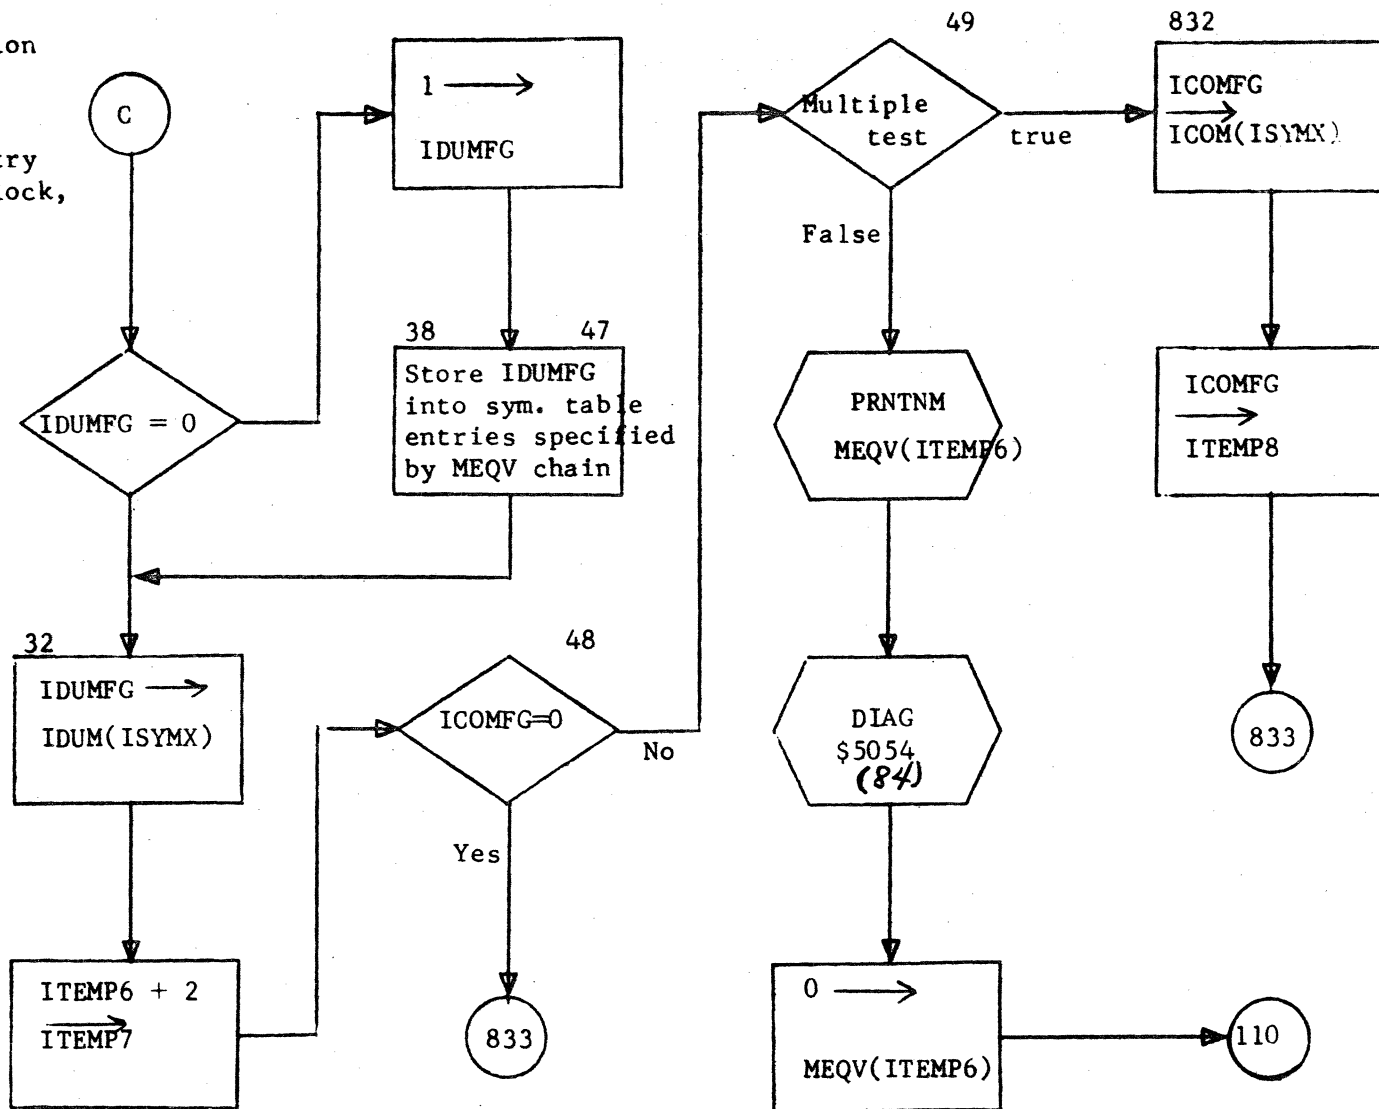 ion
try
lock,
C
IDUMFG = 0
32
IDUMFG →
IDUM(ISYMX)
ITEMP6 + 2
→
ITEMP7
1 →
IDUMFG
38 47
Store IDUMFG
into sym. table
entries specified
by MEQV chain
48
ICOMFG=0
No
Yes
833
49
Multiple
test
true
False
PRNTNM
MEQV(ITEMP6)
DIAG
$5054
(84)
0 →
MEQV(ITEMP6)
110
832
ICOMFG
→
ICOM(ISYMX)
ICOMFG
→
ITEMP8
833